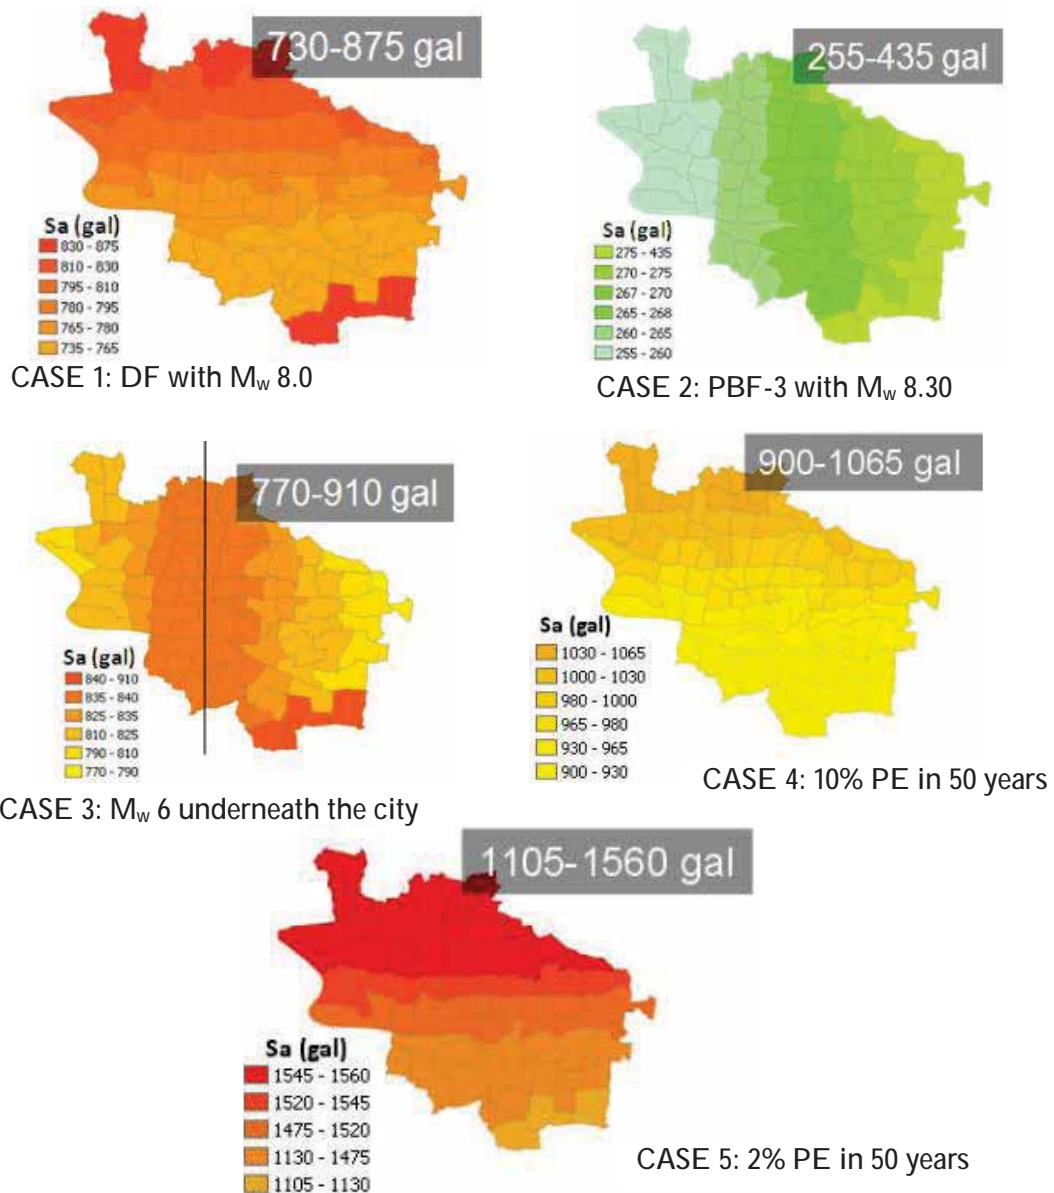 730-875 gal
Sa (gal)
830 - 875
810 - 830
795 - 810
780 - 795
765 - 780
735 - 765
CASE 1: DF with Mw 8.0
255-435 gal
Sa (gal)
275 - 435
270 - 275
267 - 270
265 - 268
260 - 265
255 - 260
CASE 2: PBF-3 with Mw 8.30
770-910 gal
Sa (gal)
840 - 910
835 - 840
825 - 835
810 - 825
790 - 810
770 - 790
CASE 3: Mw 6 underneath the city
900-1065 gal
Sa (gal)
1030 - 1065
1000 - 1030
980 - 1000
965 - 980
930 - 965
900 - 930
CASE 4: 10% PE in 50 years
1105-1560 gal
Sa (gal)
1545 - 1560
1520 - 1545
1475 - 1520
1130 - 1475
1105 - 1130
CASE 5: 2% PE in 50 years